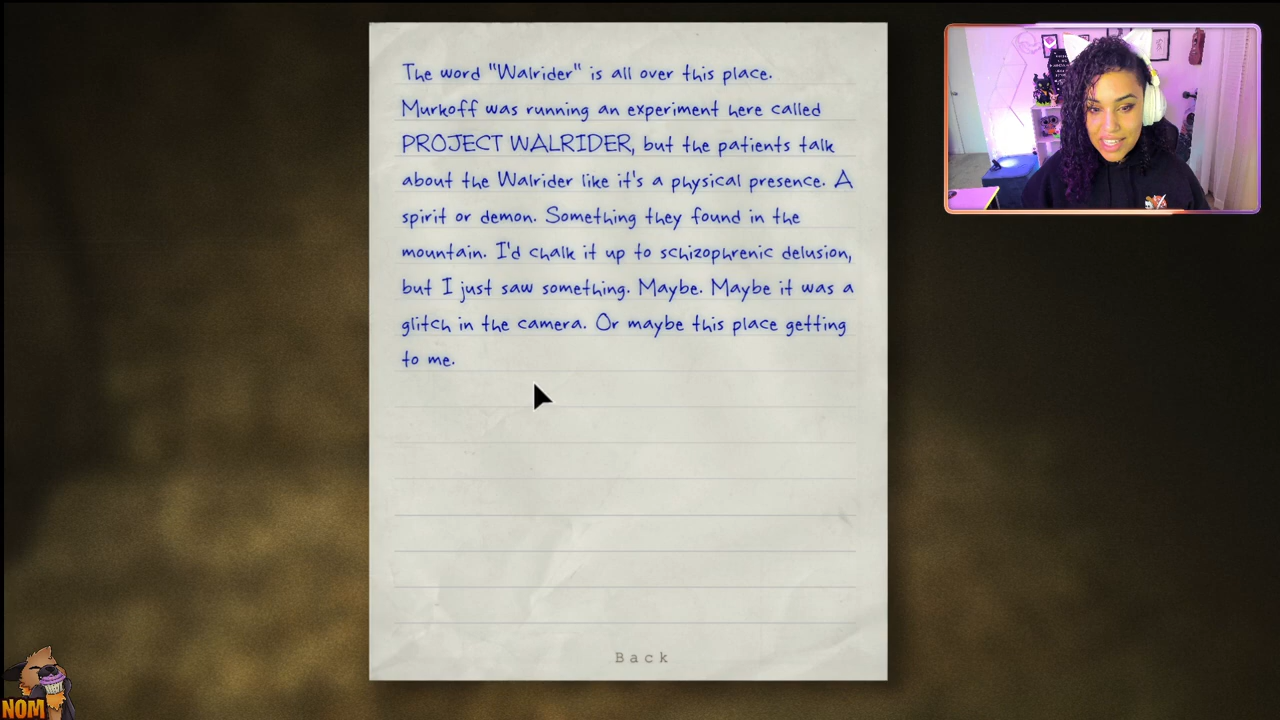 The word "Walrider" is all over this place.
Murkoff was running an experiment here called
PROJECT WALRIDER, but the patients talk
about the Walrider like it's a physical presence. A
spirit or demon. Something they found in the
mountain. I'd chalk it up to schizophrenic delusion,
but I just saw something. Maybe. Maybe it was a
glitch in the camera. Or maybe this place getting
to me.
Back
NOM